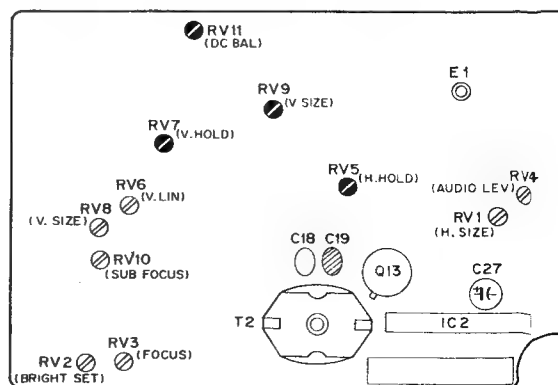 RV11
(DC BAL)
E1
RV9
(V SIZE)
RV7
(V.HOLD)
RV5
(H.HOLD)
RV4
(AUDIO LEV)
RV6
(V.LIN)
RV8
(V. SIZE)
RV1
(H. SIZE)
RV10
(SUB FOCUS)
C18
C19
Q13
C27
T2
IC2
RV3
(FOCUS)
RV2
(BRIGHT SET)